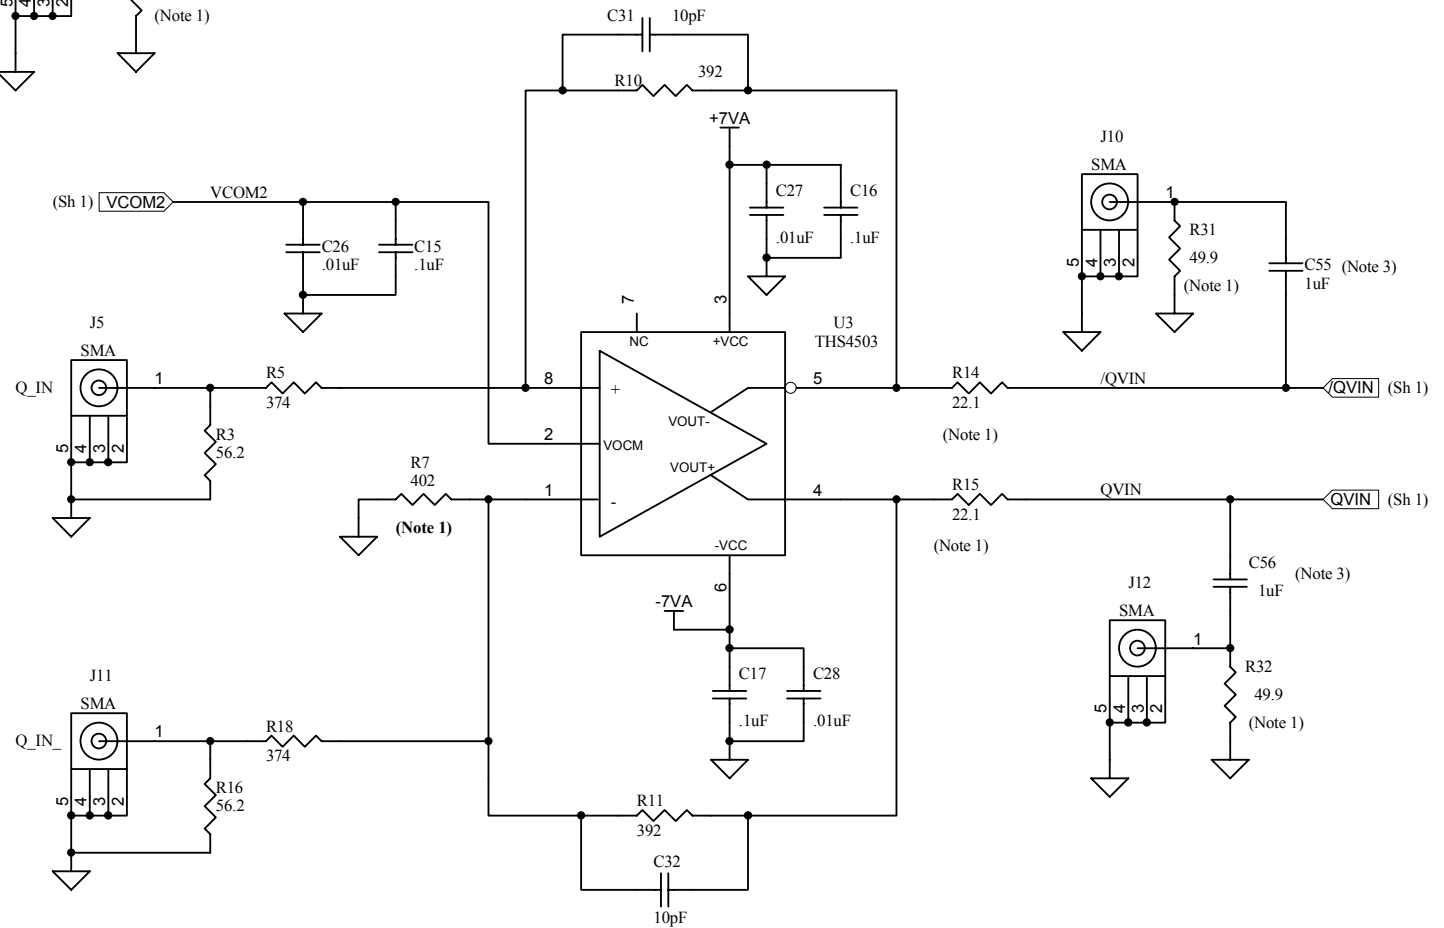 5 4 3 2
(Note 1)
C31 10pF
R10 392
+7VA
C27
.01uF
C16
.1uF
(Sh 1) VCOM2 VCOM2
C26
.01uF
C15
.1uF
J10
SMA
1
5 4 3 2
R31
49.9
(Note 1)
C55 (Note 3)
1uF
J5
SMA
Q_IN
1
5 4 3 2
R5
374
R3
56.2
7
NC
3
+VCC
U3
THS4503
8
+
2
VOCM
1
-
VOUT-
VOUT+
5
4
-VCC
6
R7
402
(Note 1)
R14
22.1
(Note 1)
/QVIN
/QVIN (Sh 1)
R15
22.1
(Note 1)
QVIN
QVIN (Sh 1)
C56 (Note 3)
1uF
J12
SMA
1
5 4 3 2
R32
49.9
(Note 1)
-7VA
C17
.1uF
C28
.01uF
J11
SMA
Q_IN_
1
5 4 3 2
R18
374
R16
56.2
R11
392
C32
10pF